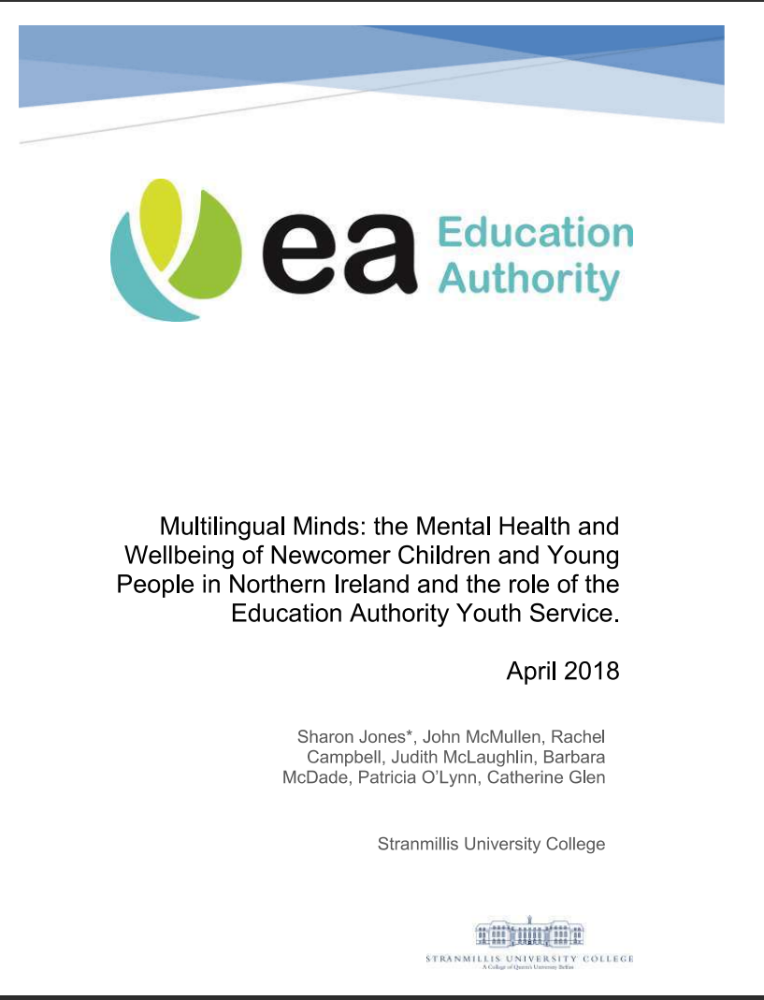 ea Education
Authority
Multilingual Minds: the Mental Health and
Wellbeing of Newcomer Children and Young
People in Northern Ireland and the role of the
Education Authority Youth Service.
April 2018
Sharon Jones*, John McMullen, Rachel
Campbell, Judith McLaughlin, Barbara
McDade, Patricia O'Lynn, Catherine Glen
Stranmillis University College
STRANMILLIS UNIVERSITY COLLEGE
A College of Queen's University Belfast